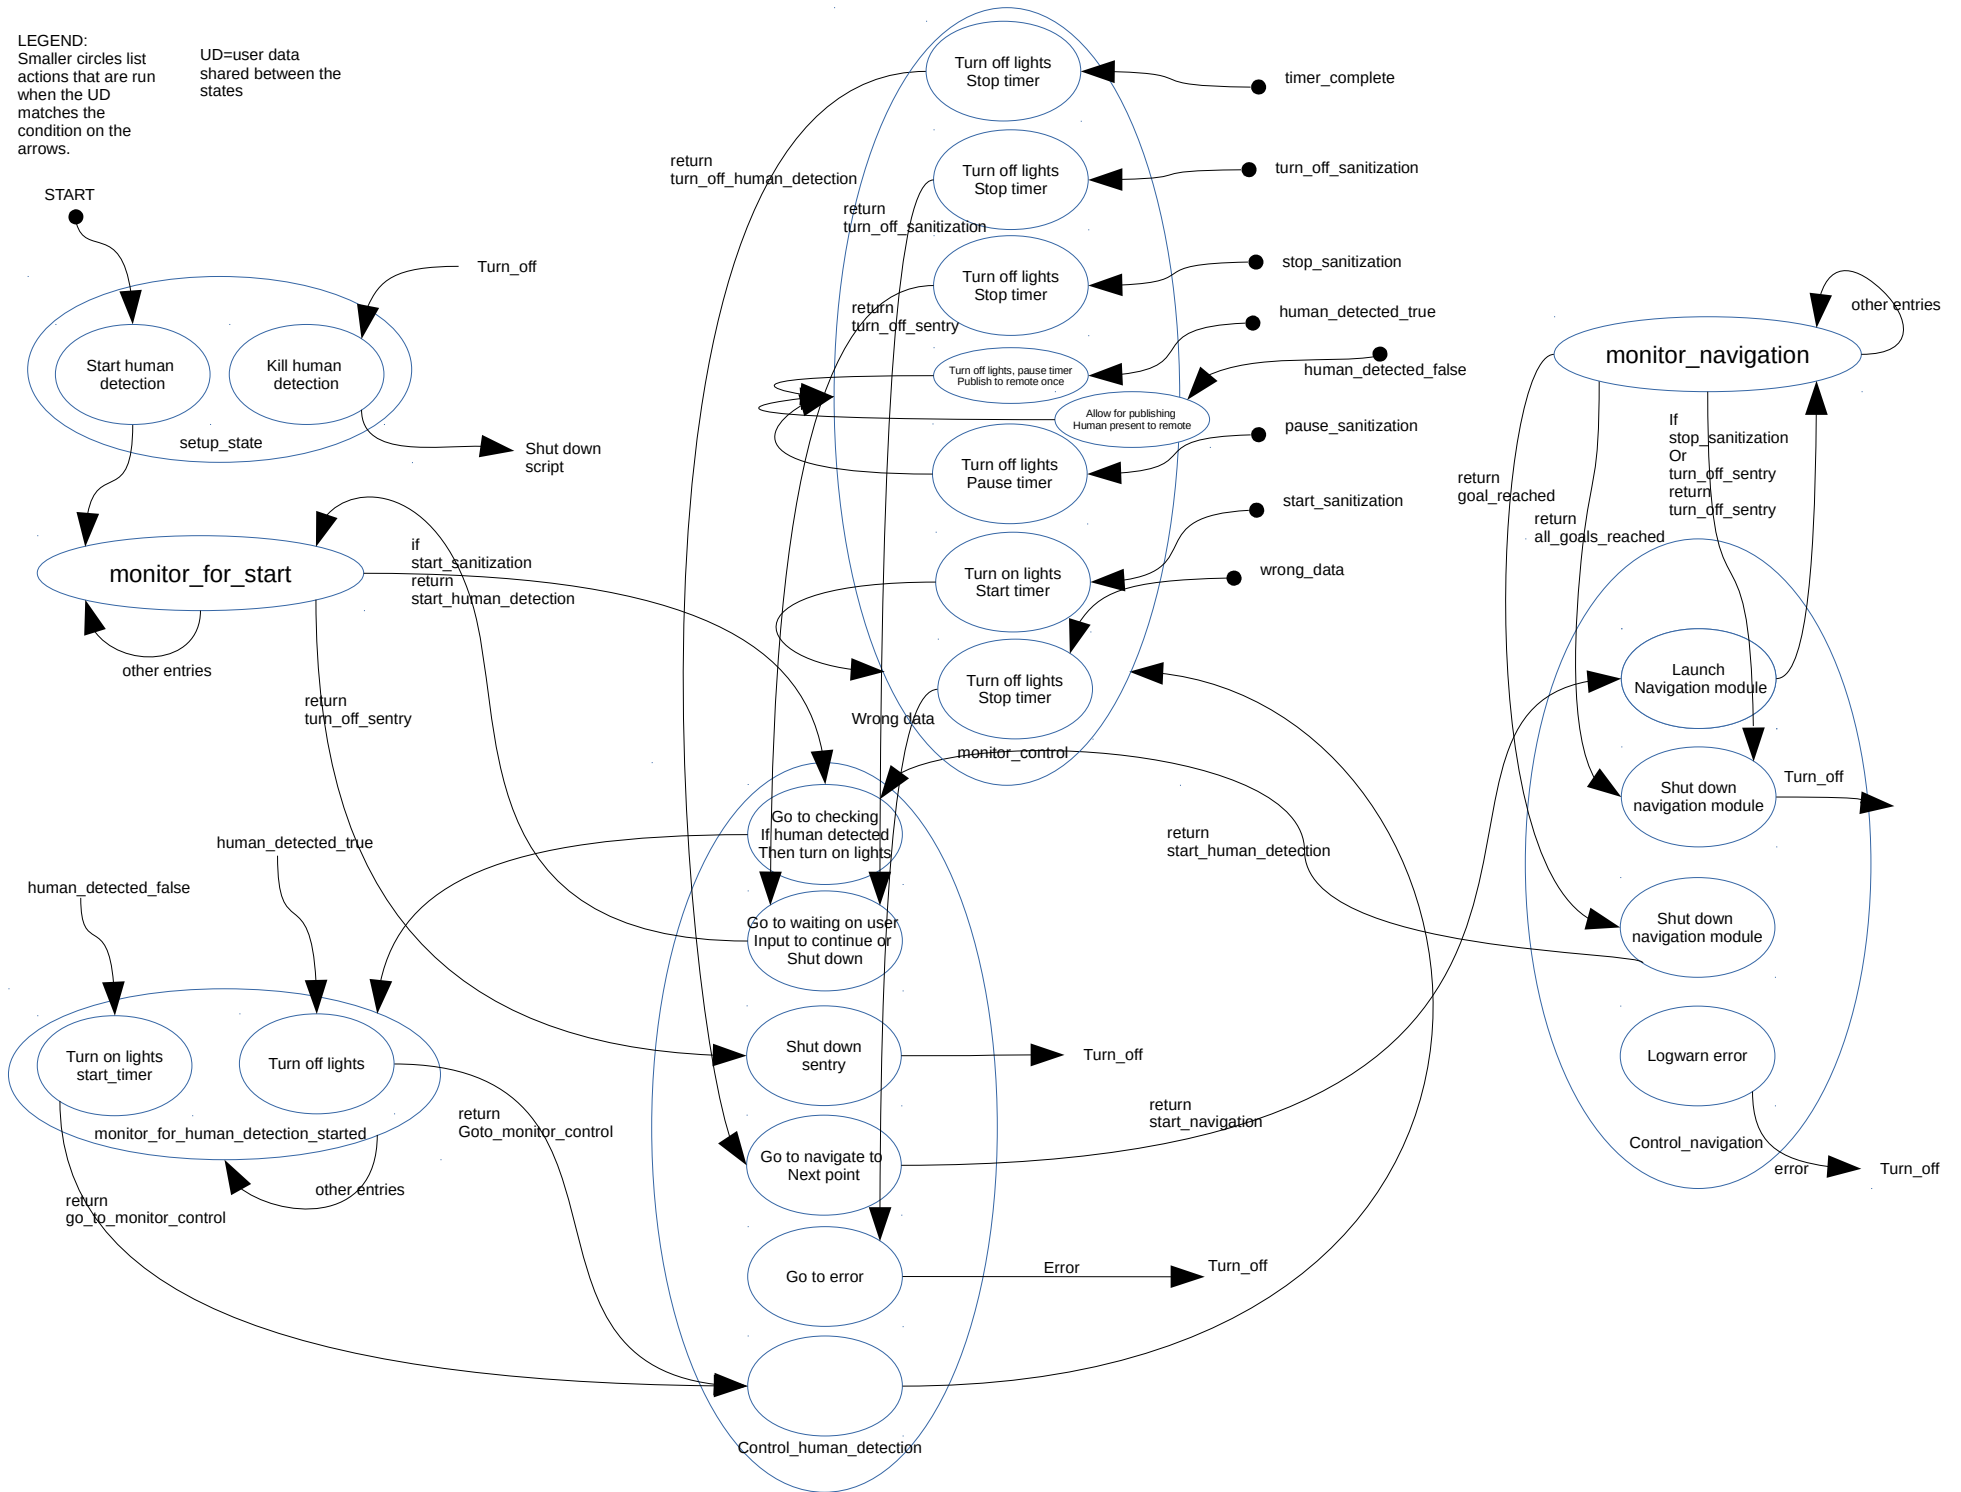 LEGEND:
Smaller circles list
actions that are run
when the UD
matches the
condition on the
arrows.
UD=user data
shared between the
states
START
Turn_off
Start human
detection
Kill human
detection
setup_state
Shut down
script
monitor_for_start
other entries
if
start_sanitization
return
start_human_detection
return
turn_off_sentry
human_detected_true
human_detected_false
Turn on lights
start_timer
Turn off lights
monitor_for_human_detection_started
other entries
return
go_to_monitor_control
return
Goto_monitor_control
Turn off lights
Stop timer
timer_complete
return
turn_off_human_detection
Turn off lights
Stop timer
turn_off_sanitization
return
turn_off_sanitization
Turn off lights
Stop timer
stop_sanitization
return
turn_off_sentry
human_detected_true
Turn off lights, pause timer
Publish to remote once
human_detected_false
Allow for publishing
Human present to remote
Turn off lights
Pause timer
pause_sanitization
start_sanitization
Turn on lights
Start timer
wrong_data
Turn off lights
Stop timer
Wrong data
monitor_control
Go to checking
If human detected
Then turn on lights
Go to waiting on user
Input to continue or
Shut down
Shut down
sentry
Turn_off
Go to navigate to
Next point
return
start_navigation
Go to error
Error
Turn_off
Control_human_detection
return
start_human_detection
monitor_navigation
other entries
If
stop_sanitization
Or
turn_off_sentry
return
turn_off_sentry
return
goal_reached
return
all_goals_reached
Launch
Navigation module
Shut down
navigation module
Turn_off
Shut down
navigation module
Logwarn error
Control_navigation
error
Turn_off